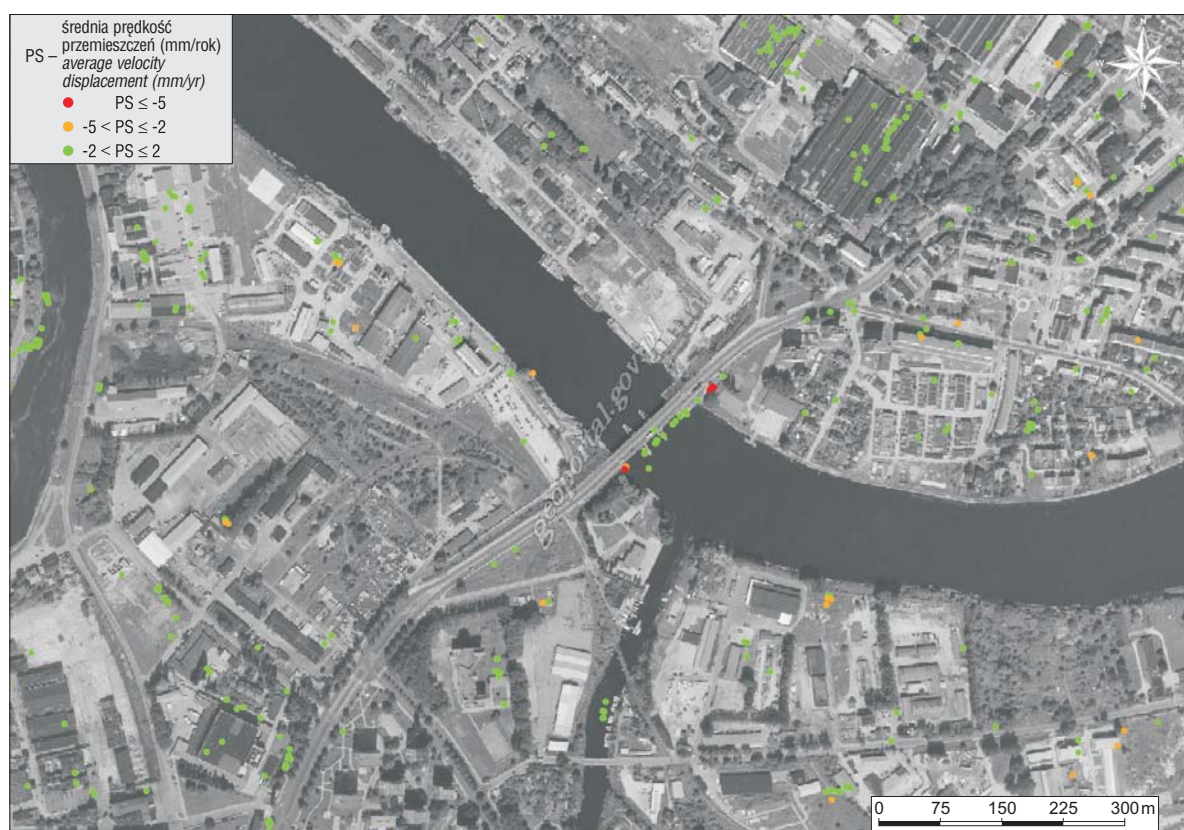 średnia prędkość
przemieszczeń (mm/rok)
PS – average velocity
displacement (mm/yr)
PS ≤ -5
-5 < PS ≤ -2
-2 < PS ≤ 2
N
W
S
geoportal.gov.pl
0 75 150 225 300 m